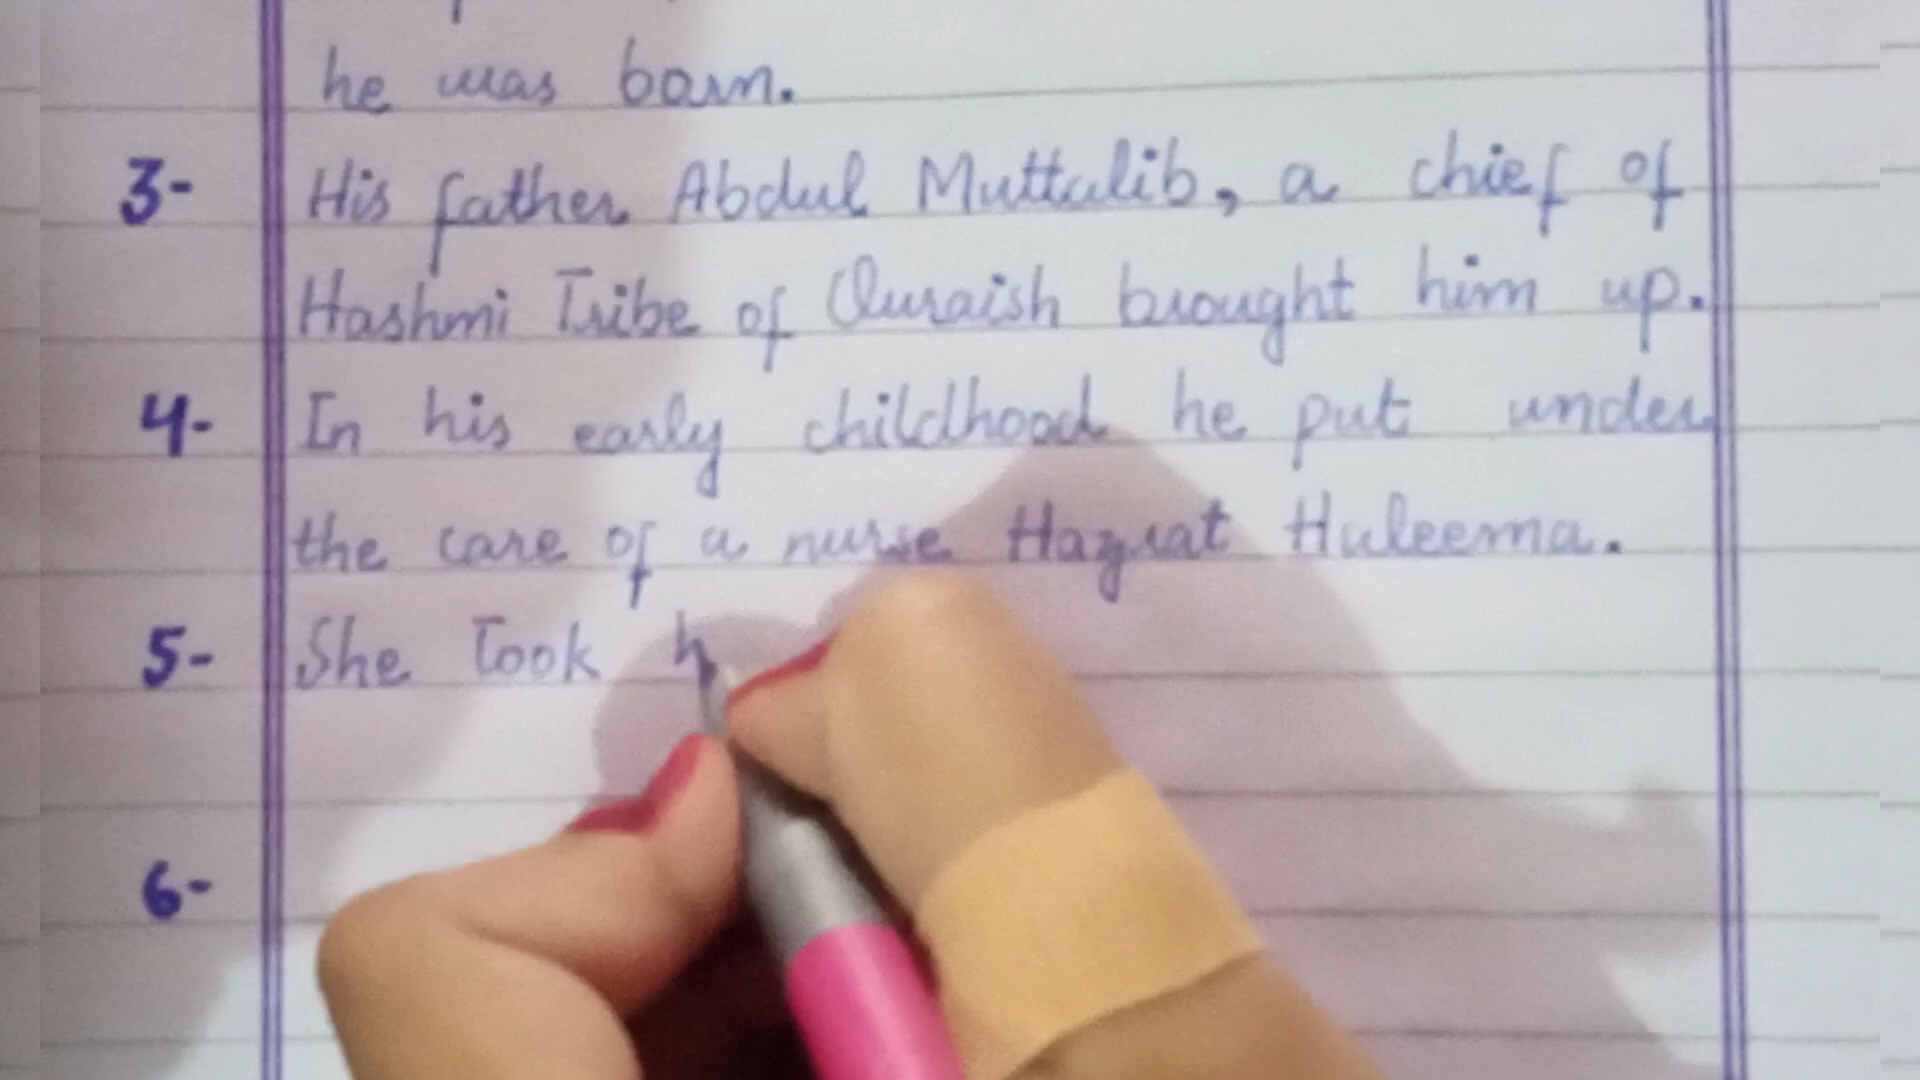 he was born.
3- His father Abdul Muttalib, a chief of
Hashmi Tribe of Quraish brought him up.
4- In his early childhood he put under
the care of a nurse Hazrat Huleema.
5- She Took h
6-